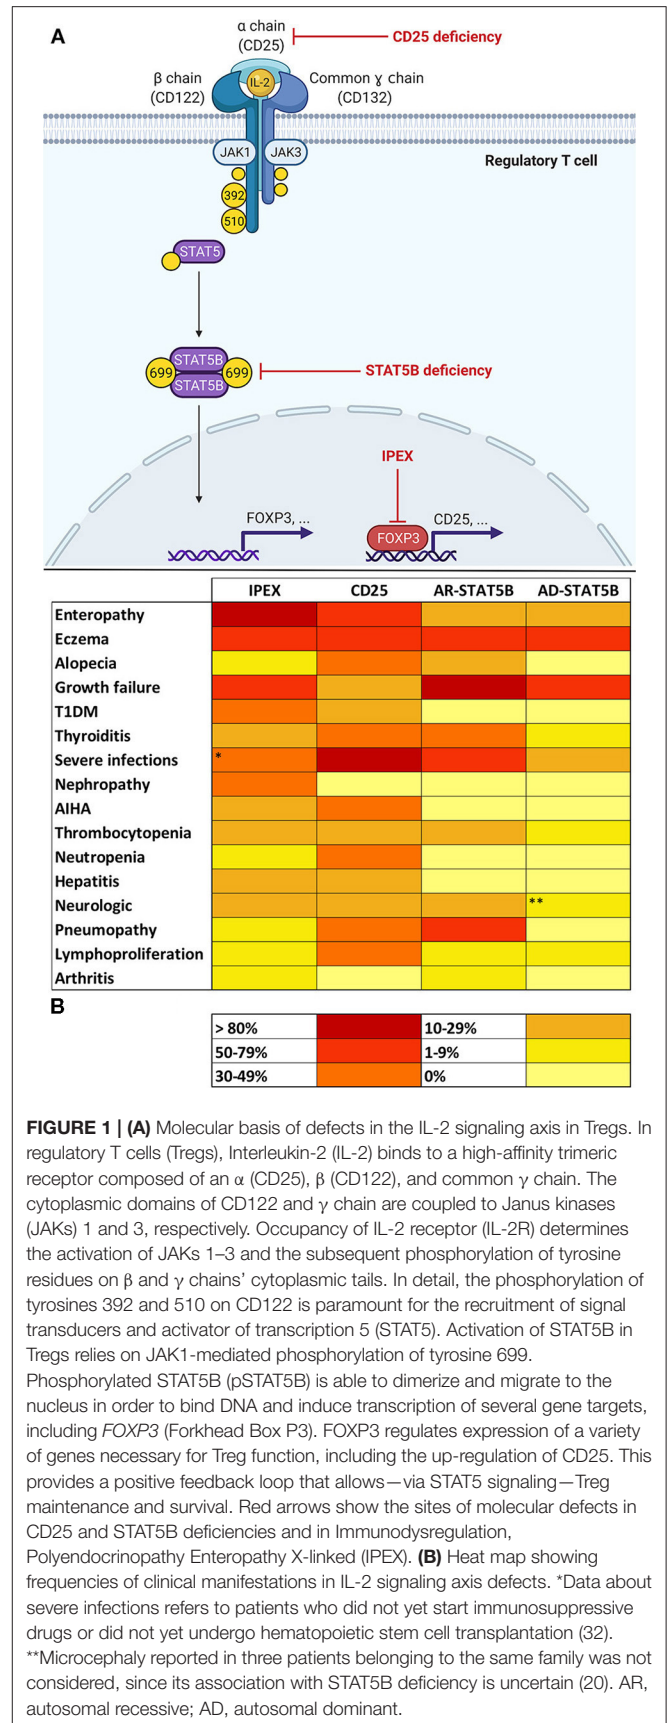 A
α chain
(CD25)
CD25 deficiency
β chain
(CD122)
IL-2
Common ɣ chain
(CD132)
JAK1
JAK3
Regulatory T cell
392
510
STAT5
699
STAT5B
STAT5B
699
STAT5B deficiency
IPEX
FOXP3, ...
FOXP3
CD25, ...
IPEX CD25 AR-STAT5B AD-STAT5B
Enteropathy
Eczema
Alopecia
Growth failure
T1DM
Thyroiditis
Severe infections *
Nephropathy
AIHA
Thrombocytopenia
Neutropenia
Hepatitis
Neurologic **
Pneumopathy
Lymphoproliferation
Arthritis
B
> 80% 10-29%
50-79% 1-9%
30-49% 0%
FIGURE 1 | (A) Molecular basis of defects in the IL-2 signaling axis in Tregs. In
regulatory T cells (Tregs), Interleukin-2 (IL-2) binds to a high-affinity trimeric
receptor composed of an α (CD25), β (CD122), and common γ chain. The
cytoplasmic domains of CD122 and γ chain are coupled to Janus kinases
(JAKs) 1 and 3, respectively. Occupancy of IL-2 receptor (IL-2R) determines
the activation of JAKs 1–3 and the subsequent phosphorylation of tyrosine
residues on β and γ chains’ cytoplasmic tails. In detail, the phosphorylation of
tyrosines 392 and 510 on CD122 is paramount for the recruitment of signal
transducers and activator of transcription 5 (STAT5). Activation of STAT5B in
Tregs relies on JAK1-mediated phosphorylation of tyrosine 699.
Phosphorylated STAT5B (pSTAT5B) is able to dimerize and migrate to the
nucleus in order to bind DNA and induce transcription of several gene targets,
including FOXP3 (Forkhead Box P3). FOXP3 regulates expression of a variety
of genes necessary for Treg function, including the up-regulation of CD25. This
provides a positive feedback loop that allows—via STAT5 signaling—Treg
maintenance and survival. Red arrows show the sites of molecular defects in
CD25 and STAT5B deficiencies and in Immunodysregulation,
Polyendocrinopathy Enteropathy X-linked (IPEX). (B) Heat map showing
frequencies of clinical manifestations in IL-2 signaling axis defects. *Data about
severe infections refers to patients who did not yet start immunosuppressive
drugs or did not yet undergo hematopoietic stem cell transplantation (32).
**Microcephaly reported in three patients belonging to the same family was not
considered, since its association with STAT5B deficiency is uncertain (20). AR,
autosomal recessive; AD, autosomal dominant.